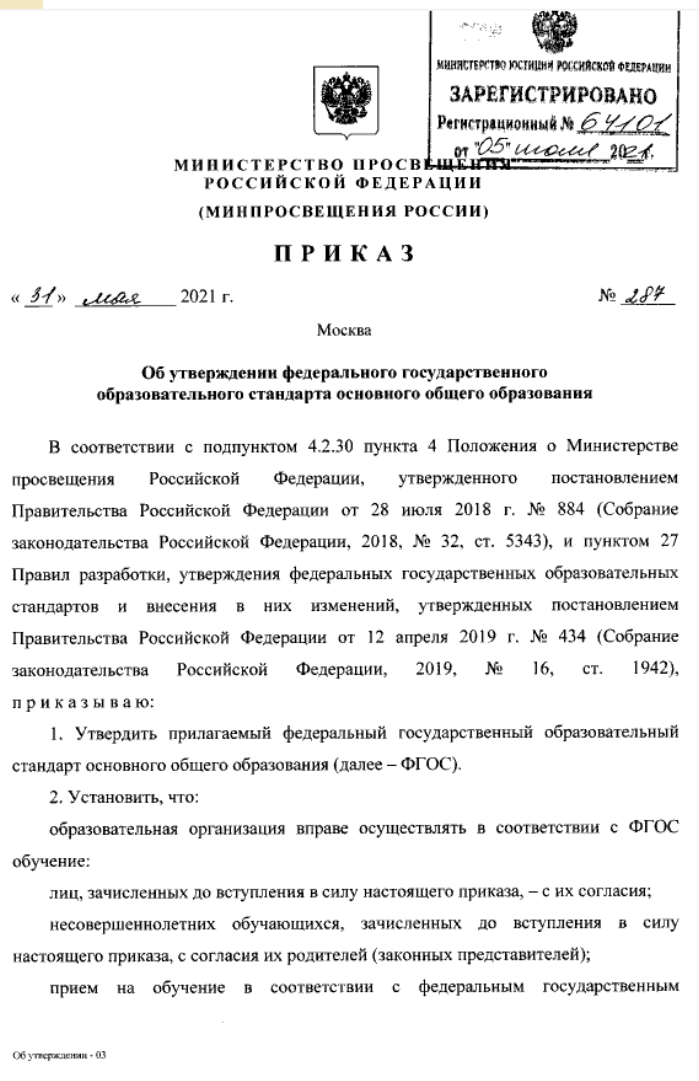 МИНИСТЕРСТВО ЮСТИЦИИ РОССИЙСКОЙ ФЕДЕРАЦИИ
ЗАРЕГИСТРИРОВАНО
Регистрационный № 64101
от "05" июля 2021г.
МИНИСТЕРСТВО ПРОСВЕЩЕНИЯ
РОССИЙСКОЙ ФЕДЕРАЦИИ
(МИНПРОСВЕЩЕНИЯ РОССИИ)
ПРИКАЗ
« 31 » мая 2021 г. № 287
Москва
Об утверждении федерального государственного
образовательного стандарта основного общего образования
В соответствии с подпунктом 4.2.30 пункта 4 Положения о Министерстве
просвещения Российской Федерации, утвержденного постановлением
Правительства Российской Федерации от 28 июля 2018 г. № 884 (Собрание
законодательства Российской Федерации, 2018, № 32, ст. 5343), и пунктом 27
Правил разработки, утверждения федеральных государственных образовательных
стандартов и внесения в них изменений, утвержденных постановлением
Правительства Российской Федерации от 12 апреля 2019 г. № 434 (Собрание
законодательства Российской Федерации, 2019, № 16, ст. 1942),
п р и к а з ы в а ю:
1. Утвердить прилагаемый федеральный государственный образовательный
стандарт основного общего образования (далее – ФГОС).
2. Установить, что:
образовательная организация вправе осуществлять в соответствии с ФГОС
обучение:
лиц, зачисленных до вступления в силу настоящего приказа, – с их согласия;
несовершеннолетних обучающихся, зачисленных до вступления в силу
настоящего приказа, с согласия их родителей (законных представителей);
прием на обучение в соответствии с федеральным государственным
Об утверждении - 03